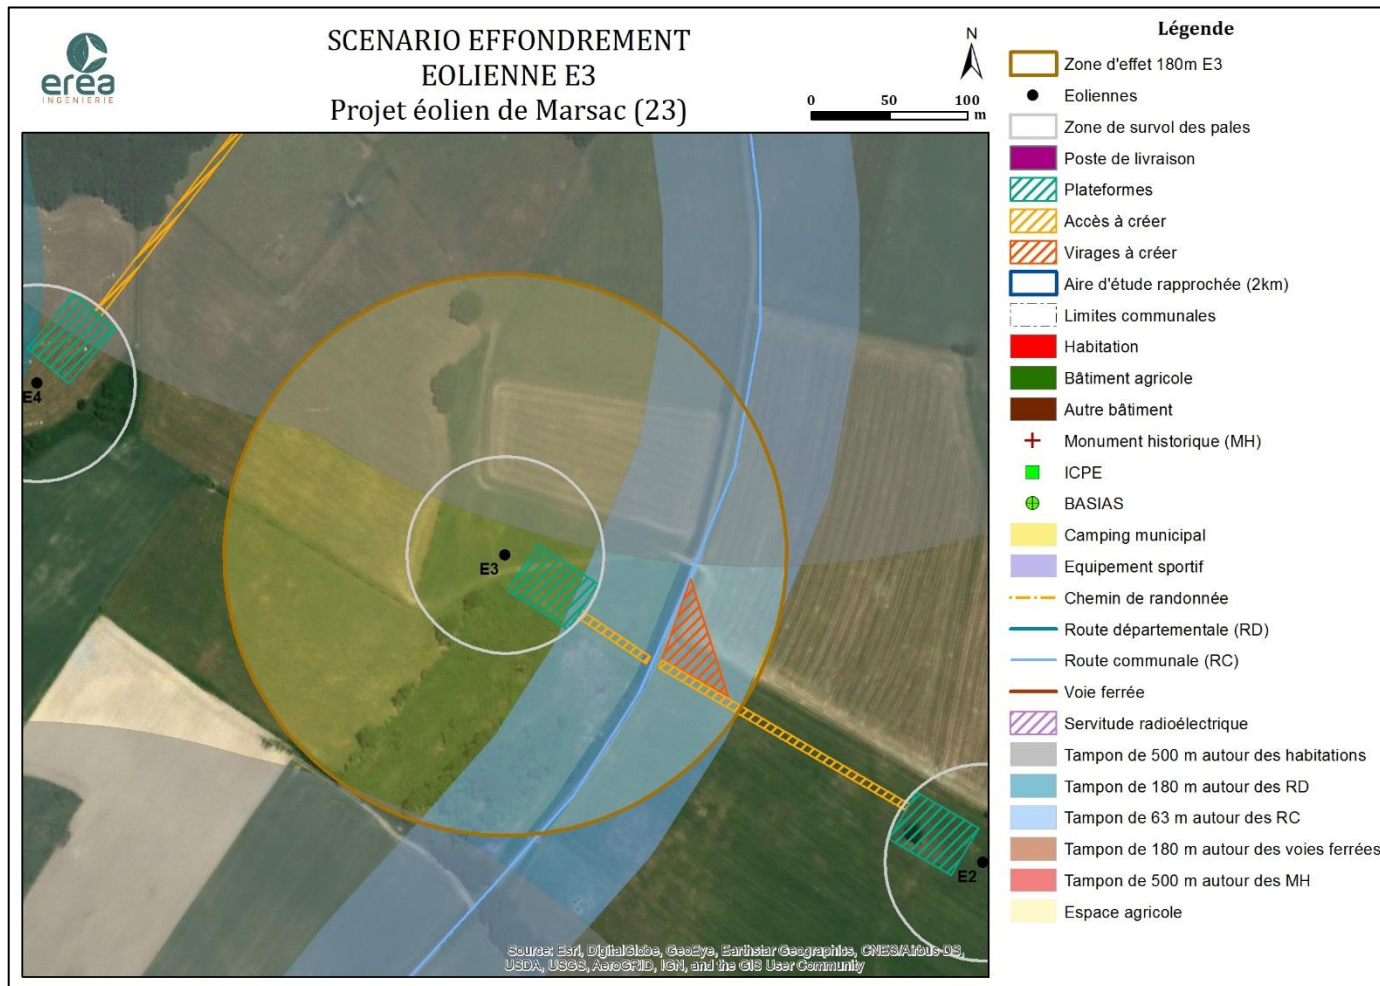 erea
INGENIERIE
SCENARIO EFFONDREMENT
EOLIENNE E3
Projet éolien de Marsac (23)
N
0 50 100
m
Légende
Zone d'effet 180m E3
Eoliennes
Zone de survol des pales
Poste de livraison
Plateformes
Accès à créer
Virages à créer
Aire d'étude rapprochée (2km)
Limites communales
Habitation
Bâtiment agricole
Autre bâtiment
Monument historique (MH)
ICPE
BASIAS
Camping municipal
Equipement sportif
Chemin de randonnée
Route départementale (RD)
Route communale (RC)
Voie ferrée
Servitude radioélectrique
Tampon de 500 m autour des habitations
Tampon de 180 m autour des RD
Tampon de 63 m autour des RC
Tampon de 180 m autour des voies ferrées
Tampon de 500 m autour des MH
Espace agricole
E4
E3
E2
Source: Esri, DigitalGlobe, GeoEye, Earthstar Geographics, CNES/Airbus DS,
USDA, USGS, AeroGRID, IGN, and the GIS User Community